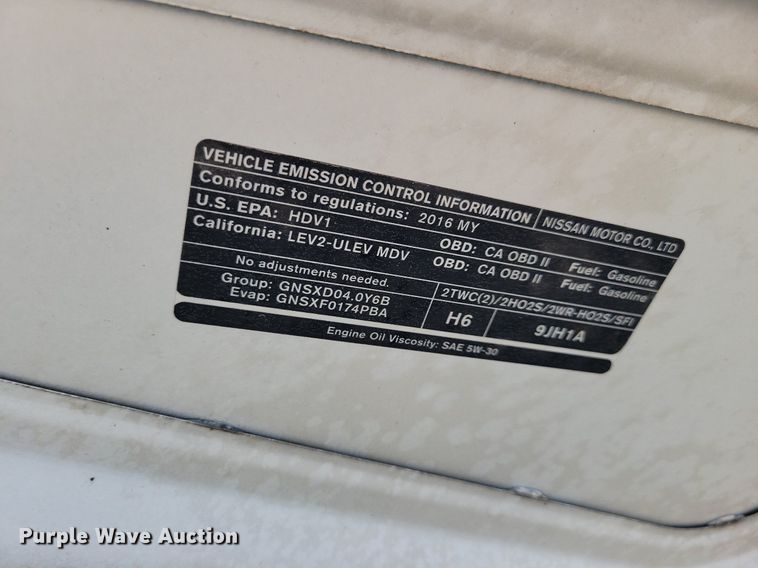 VEHICLE EMISSION CONTROL INFORMATION NISSAN MOTOR CO., LTD
Conforms to regulations: 2016 MY
U.S. EPA: HDV1 OBD: CA OBD II Fuel: Gasoline
California: LEV2-ULEV MDV OBD: CA OBD II Fuel: Gasoline
No adjustments needed. 2TWC(2)/2HO2S/2WR-HO2S/SFI
Group: GNSXD04.0Y6B
Evap: GNSXF0174PBA H6 9JH1A
Engine Oil Viscosity: SAE 5W-30
Purple Wave Auction